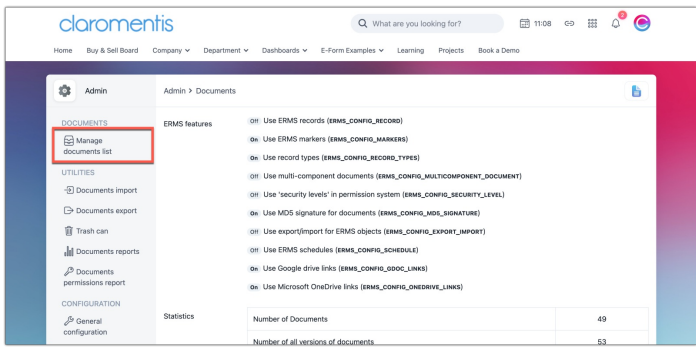 claromentis
What are you looking for?
11:08
3
Home Buy & Sell Board Company Department Dashboards E-Form Examples Learning Projects Book a Demo
Admin
Admin > Documents
DOCUMENTS
Manage
documents list
UTILITIES
Documents import
Documents export
Trash can
Documents reports
Documents
permissions report
CONFIGURATION
General
configuration
ERMS features
Off Use ERMS records (ERMS_CONFIG_RECORD)
On Use ERMS markers (ERMS_CONFIG_MARKERS)
On Use record types (ERMS_CONFIG_RECORD_TYPES)
Off Use multi-component documents (ERMS_CONFIG_MULTICOMPONENT_DOCUMENT)
Off Use 'security levels' in permission system (ERMS_CONFIG_SECURITY_LEVEL)
On Use MD5 signature for documents (ERMS_CONFIG_MD5_SIGNATURE)
Off Use export/import for ERMS objects (ERMS_CONFIG_EXPORT_IMPORT)
Off Use ERMS schedules (ERMS_CONFIG_SCHEDULE)
On Use Google drive links (ERMS_CONFIG_GDOC_LINKS)
On Use Microsoft OneDrive links (ERMS_CONFIG_ONEDRIVE_LINKS)
Statistics
Number of Documents 49
Number of all versions of documents 53